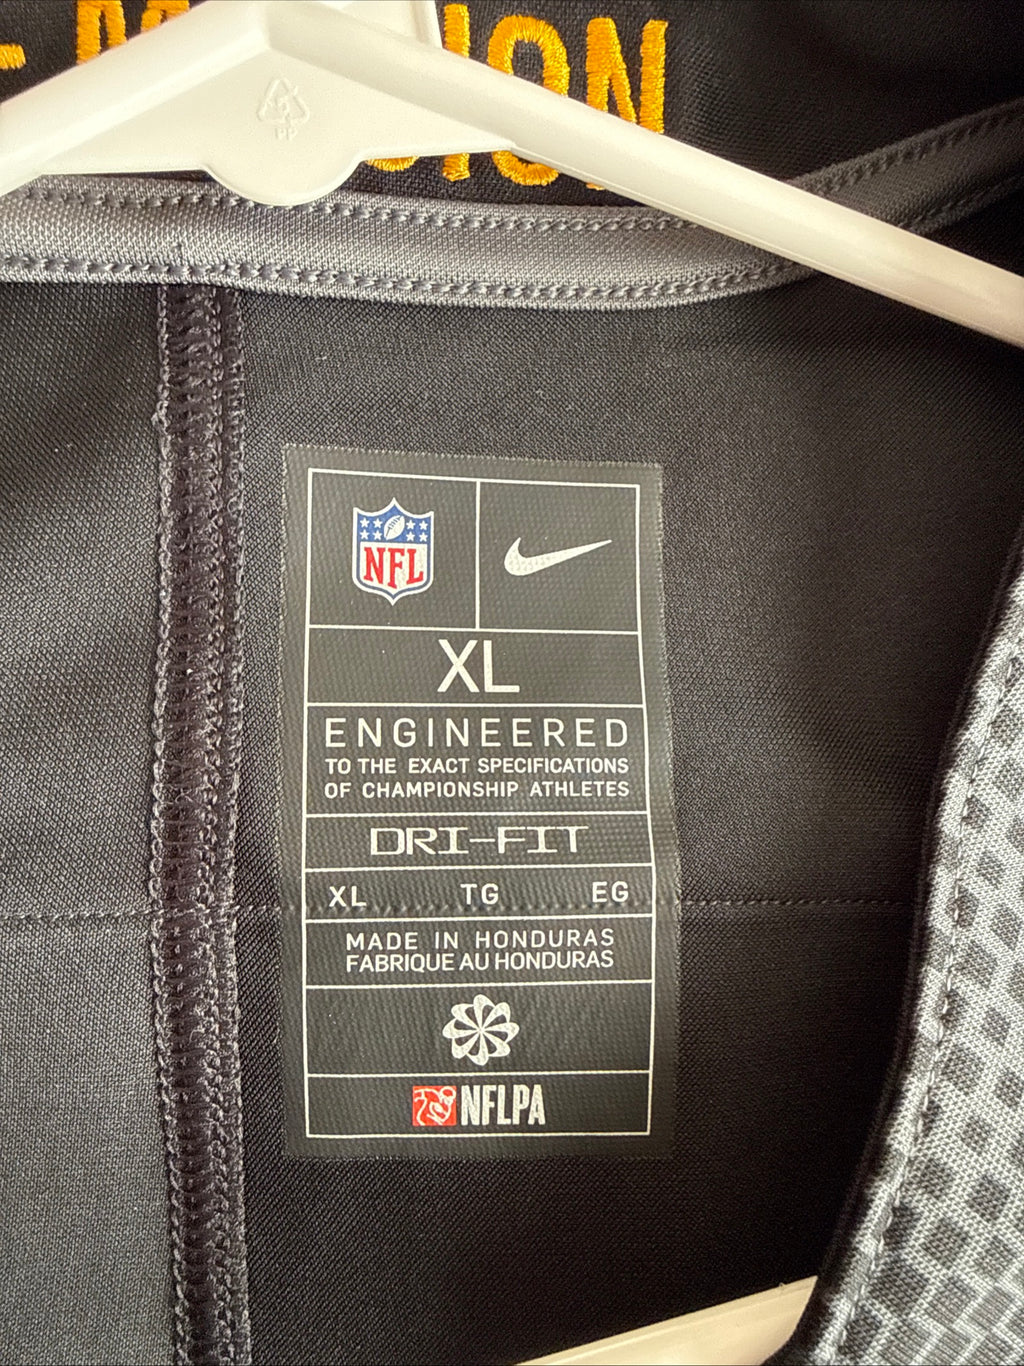 PP
NFL
XL
ENGINEERED
TO THE EXACT SPECIFICATIONS
OF CHAMPIONSHIP ATHLETES
DRI-FIT
XL TG EG
MADE IN HONDURAS
FABRIQUE AU HONDURAS
NFLPA